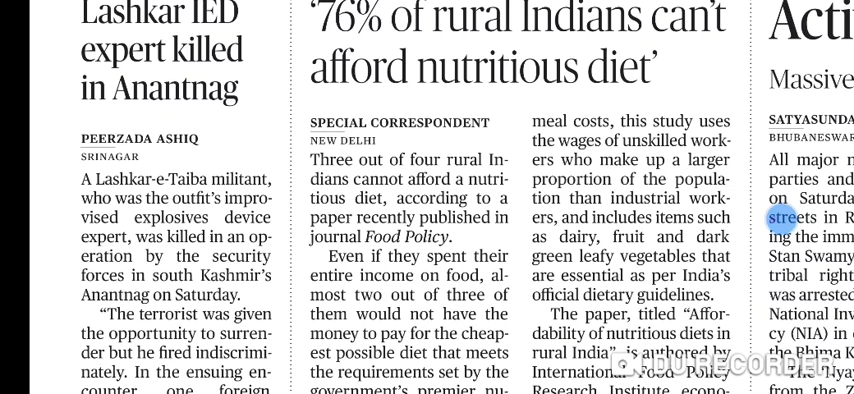 Lashkar IED
expert killed
in Anantnag
PEERZADA ASHIQ
SRINAGAR
A Lashkar-e-Taiba militant,
who was the outfit's impro-
vised explosives device
expert, was killed in an op-
eration by the security
forces in south Kashmir's
Anantnag on Saturday.
"The terrorist was given
the opportunity to surren-
der but he fired indiscrimi-
nately. In the ensuing en-
counter, one foreign
'76% of rural Indians can't
afford nutritious diet'
SPECIAL CORRESPONDENT
NEW DELHI
Three out of four rural In-
dians cannot afford a nutri-
tious diet, according to a
paper recently published in
journal Food Policy.
Even if they spent their
entire income on food, al-
most two out of three of
them would not have the
money to pay for the cheap-
est possible diet that meets
the requirements set by the
government's premier nu-
meal costs, this study uses
the wages of unskilled work-
ers who make up a larger
proportion of the popula-
tion than industrial work-
ers, and includes items such
as dairy, fruit and dark
green leafy vegetables that
are essential as per India's
official dietary guidelines.
The paper, titled "Affor-
dability of nutritious diets in
rural India", is authored by
International Food Policy
Research Institute econo-
Acti
Massive
SATYASUNDA
BHUBANESWAR
All major n
parties and
on Saturda
streets in R
ing the imm
Stan Swamy
tribal right
was arrested
National Inv
cy (NIA) in
the Bhima K
The Nyay
from the Z
DU RECORDER